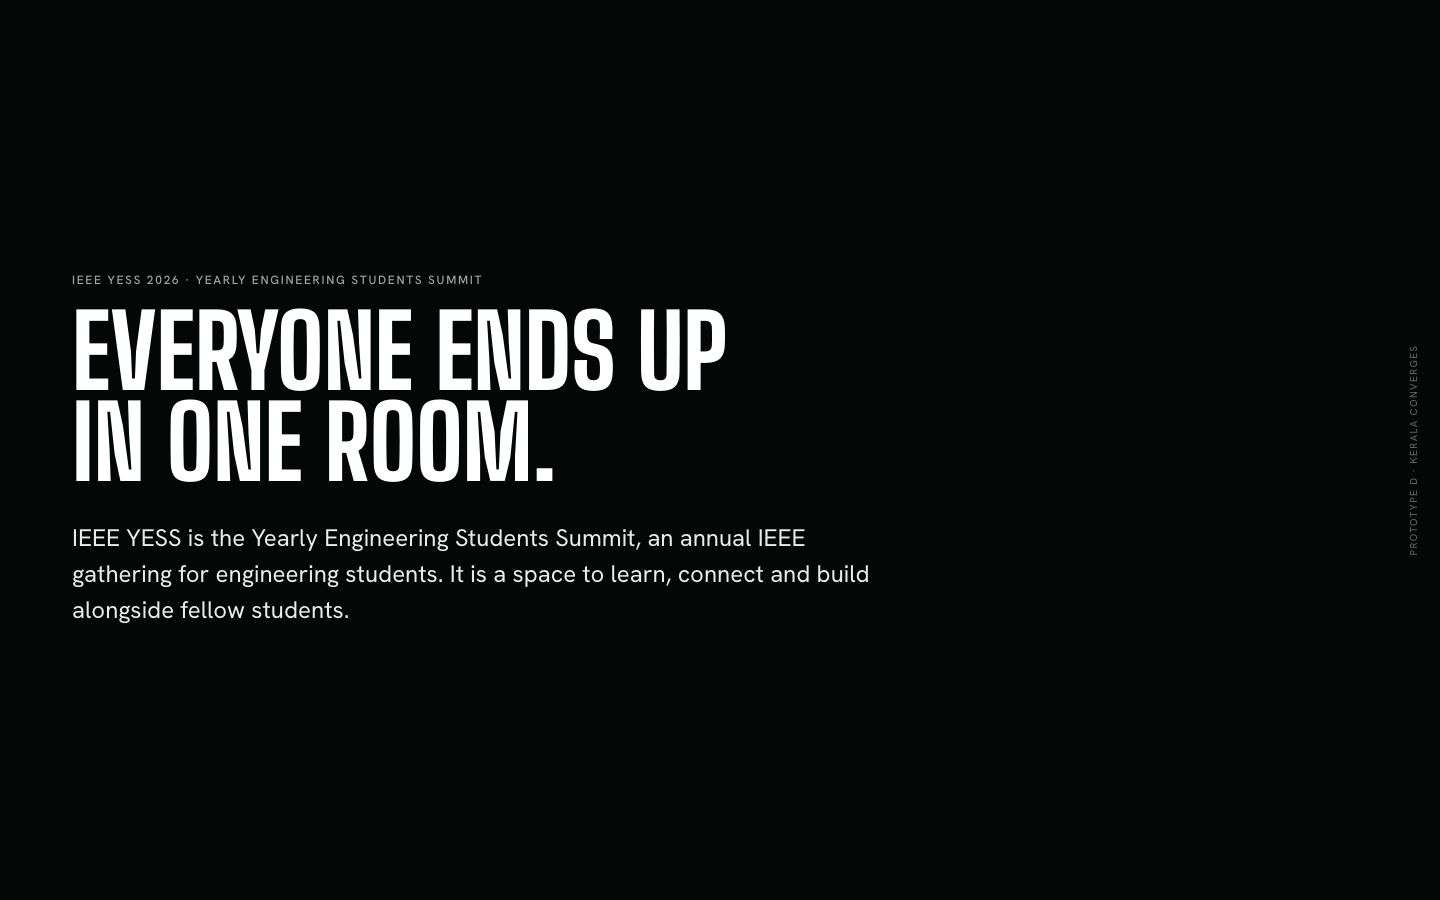 IEEE YESS 2026 · YEARLY ENGINEERING STUDENTS SUMMIT
EVERYONE ENDS UP
IN ONE ROOM.
IEEE YESS is the Yearly Engineering Students Summit, an annual IEEE
gathering for engineering students. It is a space to learn, connect and build
alongside fellow students.
PROTOTYPE D · KERALA CONVERGES